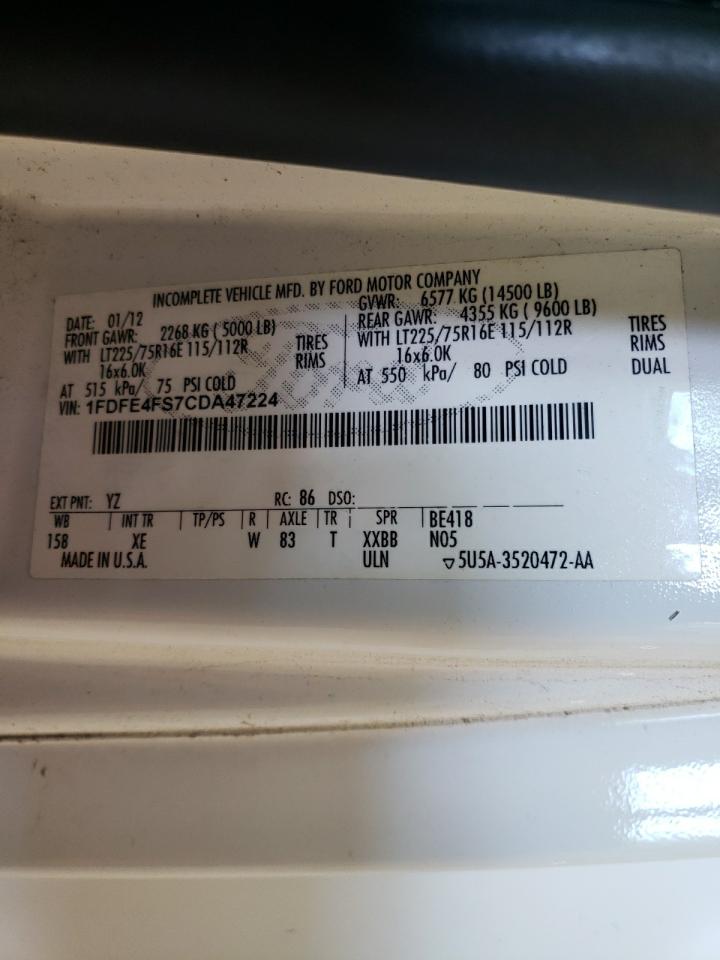 INCOMPLETE VEHICLE MFD. BY FORD MOTOR COMPANY
DATE: 01/12 GVWR: 6577 KG (14500 LB)
FRONT GAWR: 2268 KG ( 5000 LB) REAR GAWR: 4355 KG ( 9600 LB)
WITH LT225/75R16E 115/112R TIRES WITH LT225/75R16E 115/112R TIRES
16x6.0K RIMS 16x6.0K RIMS
AT 515 kPa/ 75 PSI COLD AT 550 kPa/ 80 PSI COLD DUAL
VIN: 1FDFE4FS7CDA47224
EXT PNT: YZ RC: 86 DSO:
WB INT TR TP/PS R AXLE TR SPR BE418
158 XE W 83 T XXBB N05
MADE IN U.S.A. ULN ▽5U5A-3520472-AA